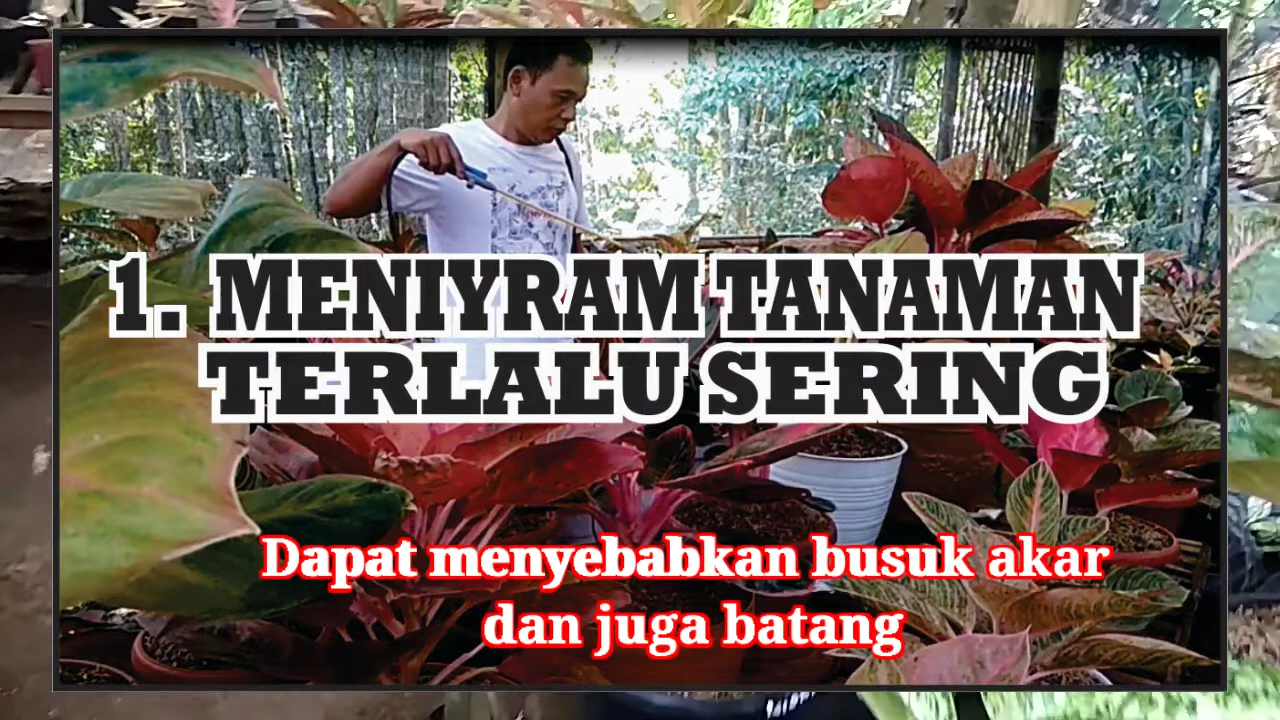 1. MENIYRAM TANAMAN
TERLALU SERING
Dapat menyebabkan busuk akar
dan juga batang